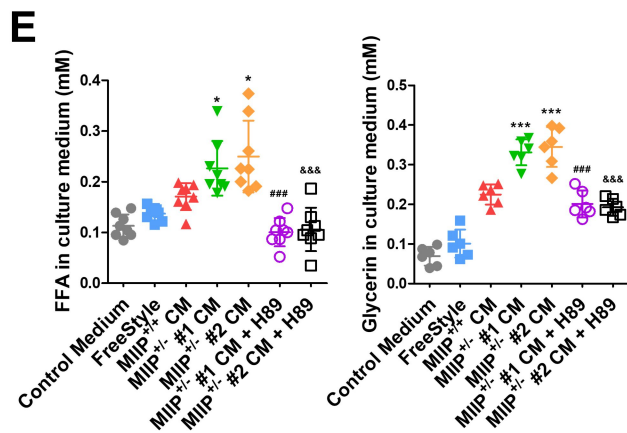 E
FFA in culture medium (mM)
0.4
0.3
0.2
0.1
0.0
*
*
###
&&&
Control Medium
FreeStyle
MIIP+/+ CM
MIIP+/- #1 CM
MIIP+/- #2 CM
MIIP+/- #1 CM + H89
MIIP+/- #2 CM + H89
Glycerin in culture medium (mM)
0.5
0.4
0.3
0.2
0.1
0.0
***
***
###
&&&
Control Medium
FreeStyle
MIIP+/+ CM
MIIP+/- #1 CM
MIIP+/- #2 CM
MIIP+/- #1 CM + H89
MIIP+/- #2 CM + H89